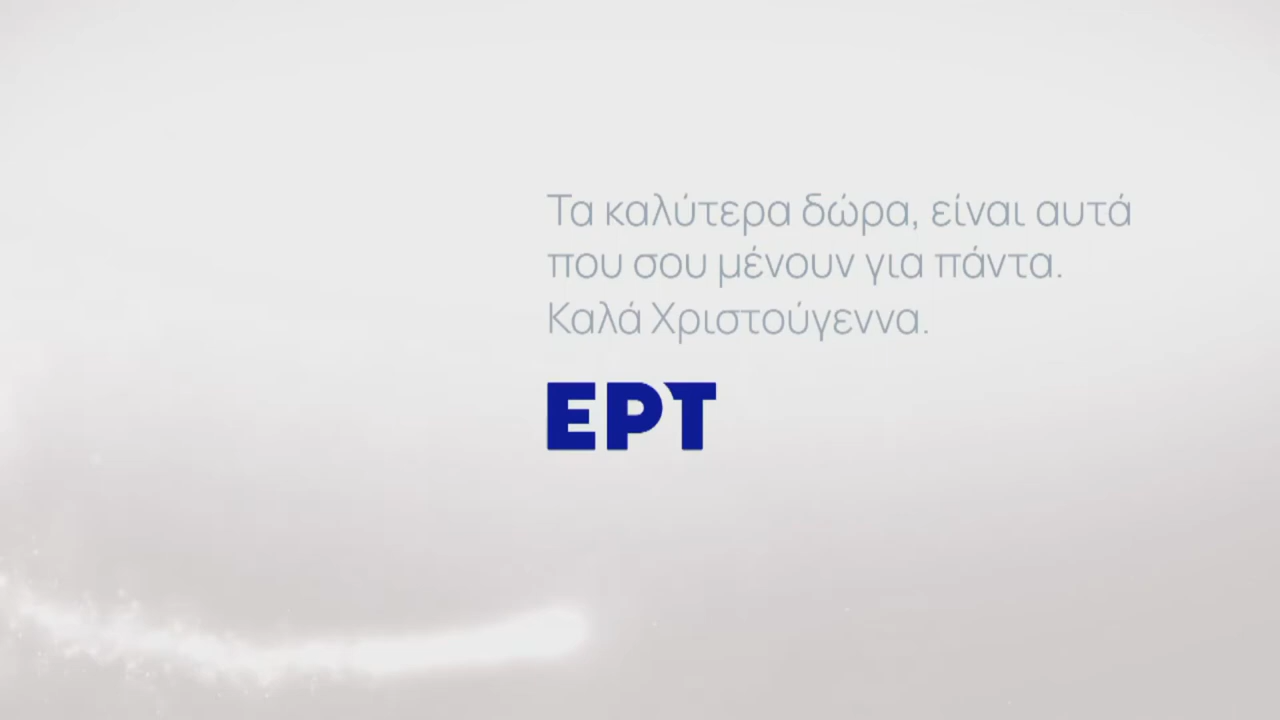 Τα καλύτερα δώρα, είναι αυτά
που σου μένουν για πάντα.
Καλά Χριστούγεννα.
ΕΡΤ